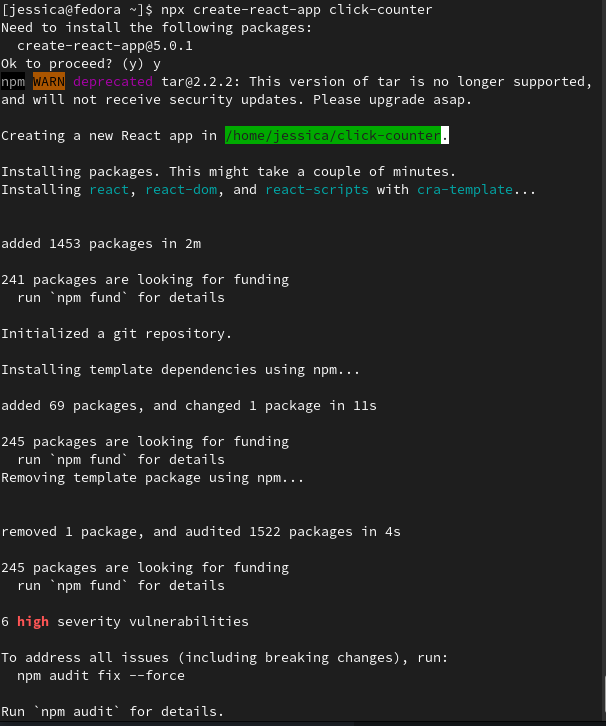 [jessica@fedora ~]$ npx create-react-app click-counter
Need to install the following packages:
  create-react-app@5.0.1
Ok to proceed? (y) y
npm WARN deprecated tar@2.2.2: This version of tar is no longer supported,
and will not receive security updates. Please upgrade asap.

Creating a new React app in /home/jessica/click-counter.

Installing packages. This might take a couple of minutes.
Installing react, react-dom, and react-scripts with cra-template...

added 1453 packages in 2m

241 packages are looking for funding
  run `npm fund` for details

Initialized a git repository.

Installing template dependencies using npm...

added 69 packages, and changed 1 package in 11s

245 packages are looking for funding
  run `npm fund` for details
Removing template package using npm...

removed 1 package, and audited 1522 packages in 4s

245 packages are looking for funding
  run `npm fund` for details

6 high severity vulnerabilities

To address all issues (including breaking changes), run:
  npm audit fix --force

Run `npm audit` for details.